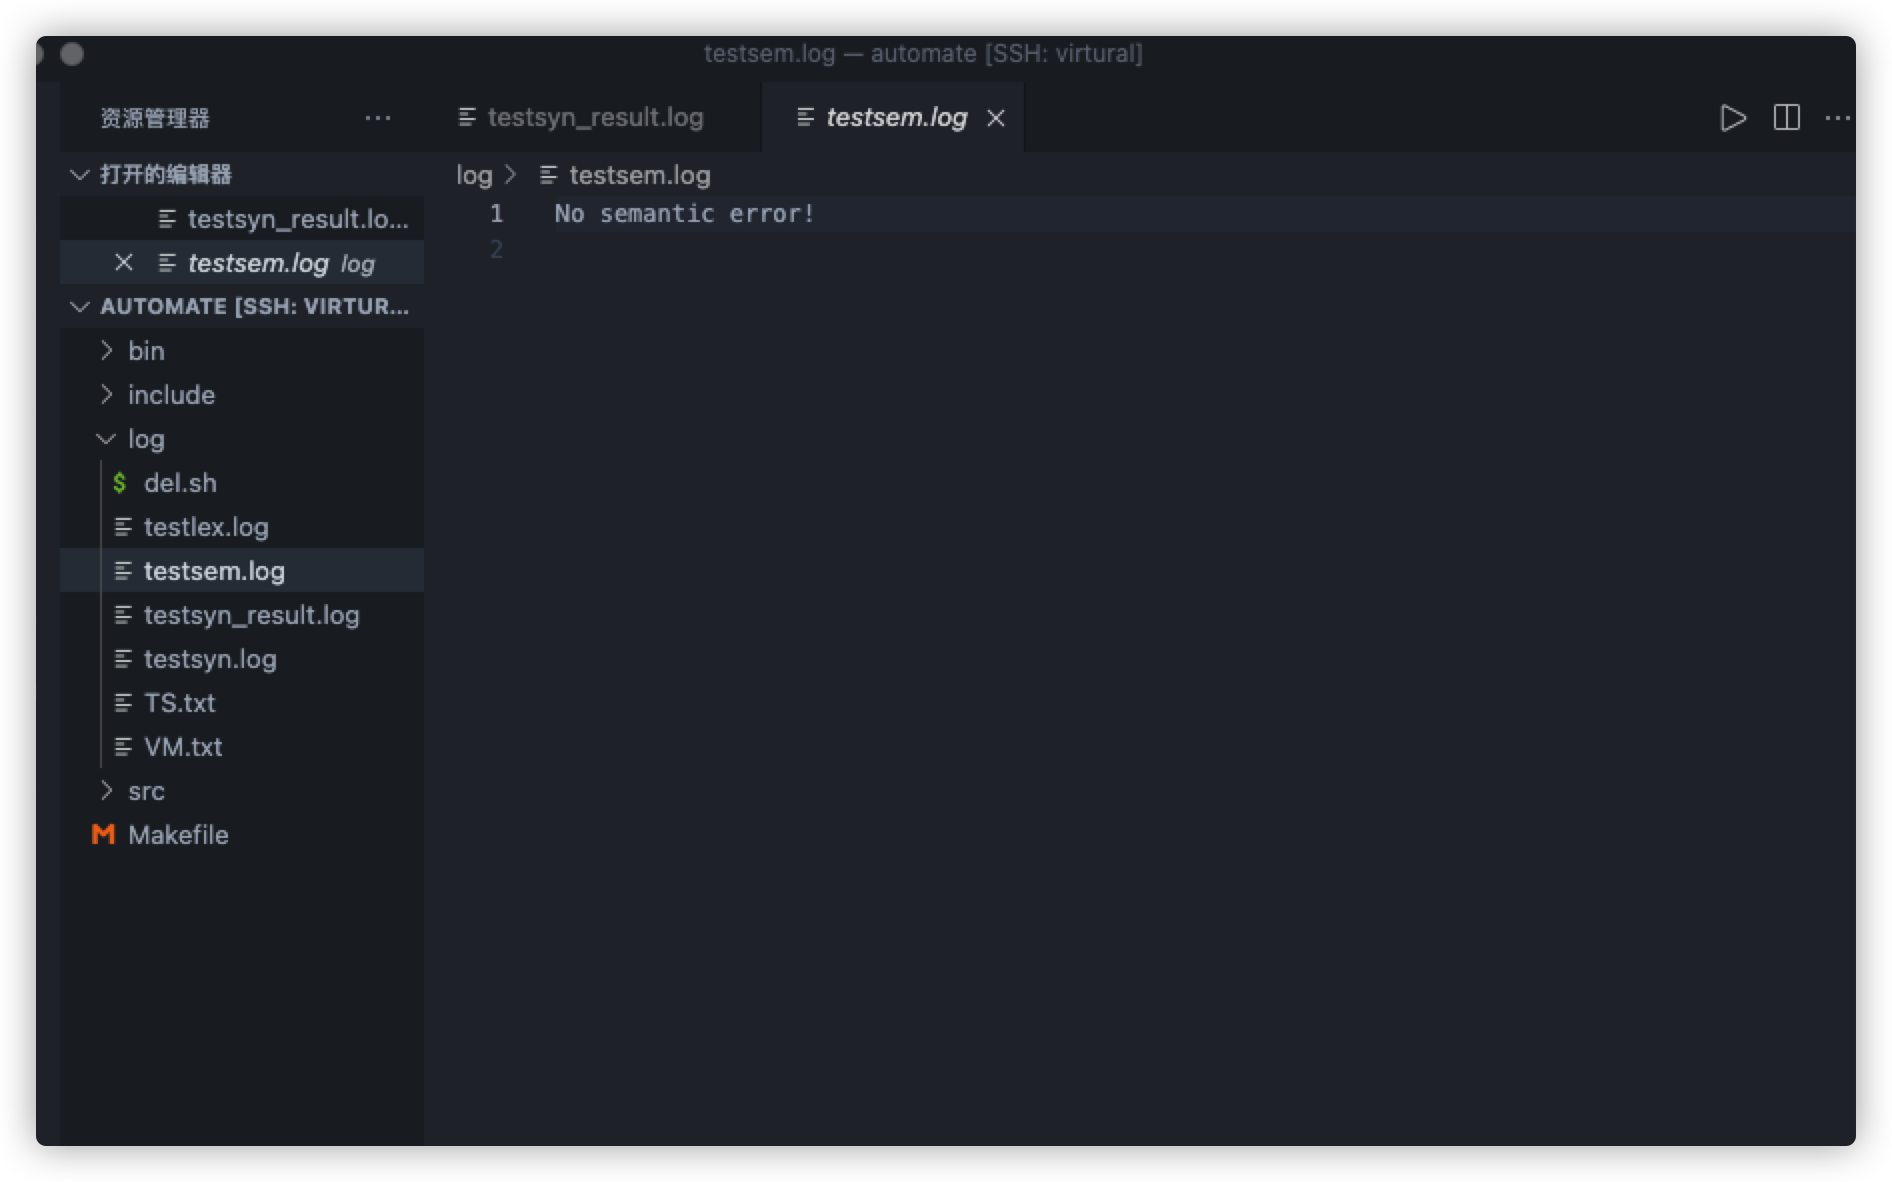 testsem.log — automate [SSH: virtural]
资源管理器
testsyn_result.log
testsem.log
打开的编辑器
testsyn_result.lo...
testsem.log log
AUTOMATE [SSH: VIRTUR...
bin
include
log
$ del.sh
testlex.log
testsem.log
testsyn_result.log
testsyn.log
TS.txt
VM.txt
src
M Makefile
log > testsem.log
1 No semantic error!
2